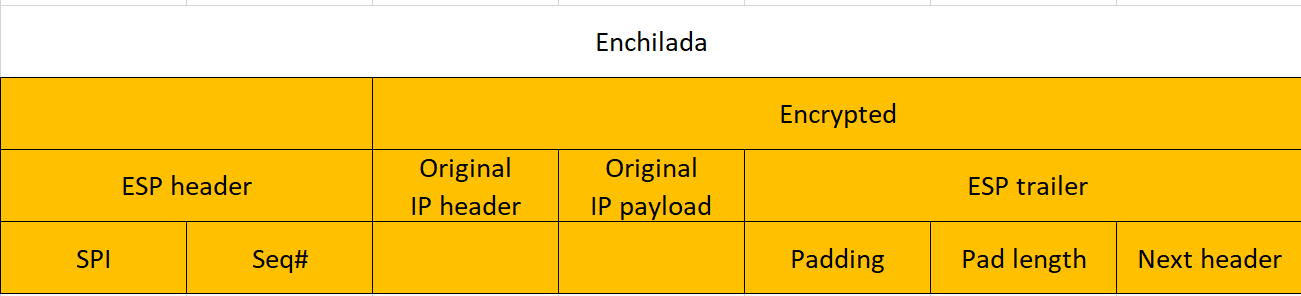 Enchilada
Encrypted
ESP header
Original
IP header
Original
IP payload
ESP trailer
SPI
Seq#
Padding
Pad length
Next header